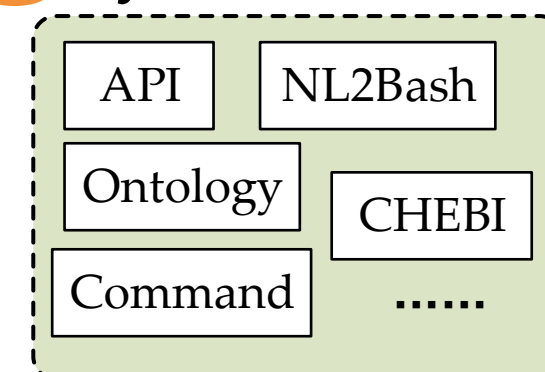 API NL2Bash
Ontology
CHEBI
Command ......